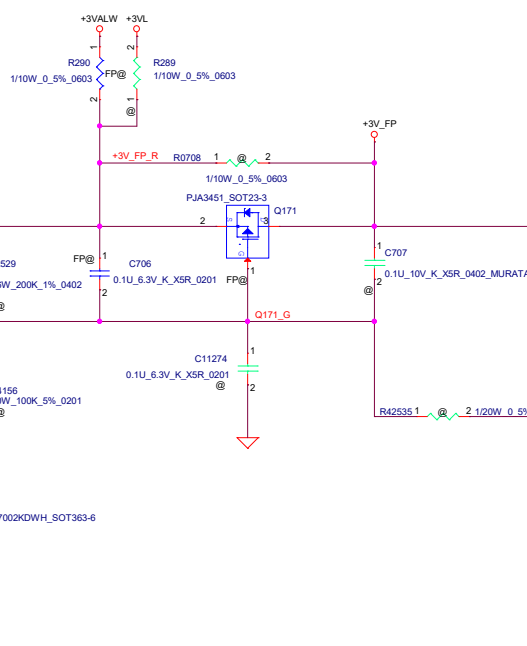 +3VALW +3VL
1
R290
1/10W_0_5%_0603
2
FP@
2
R289
1/10W_0_5%_0603
1
@
+3V_FP
+3V_FP_R R0708 1 @ 2
1/10W_0_5%_0603
PJA3451_SOT23-3
Q171
2 S D 3
G
1
FP@
529
W_200K_1%_0402
@
FP@ 1
C706
0.1U_6.3V_K_X5R_0201
2
1
C707
0.1U_10V_K_X5R_0402_MURATA
2
@
Q171_G
C11274 1
0.1U_6.3V_K_X5R_0201
@ 2
4156
W_100K_5%_0201
@
R42535 1 @ 2 1/20W_0_5%
7002KDWH_SOT363-6